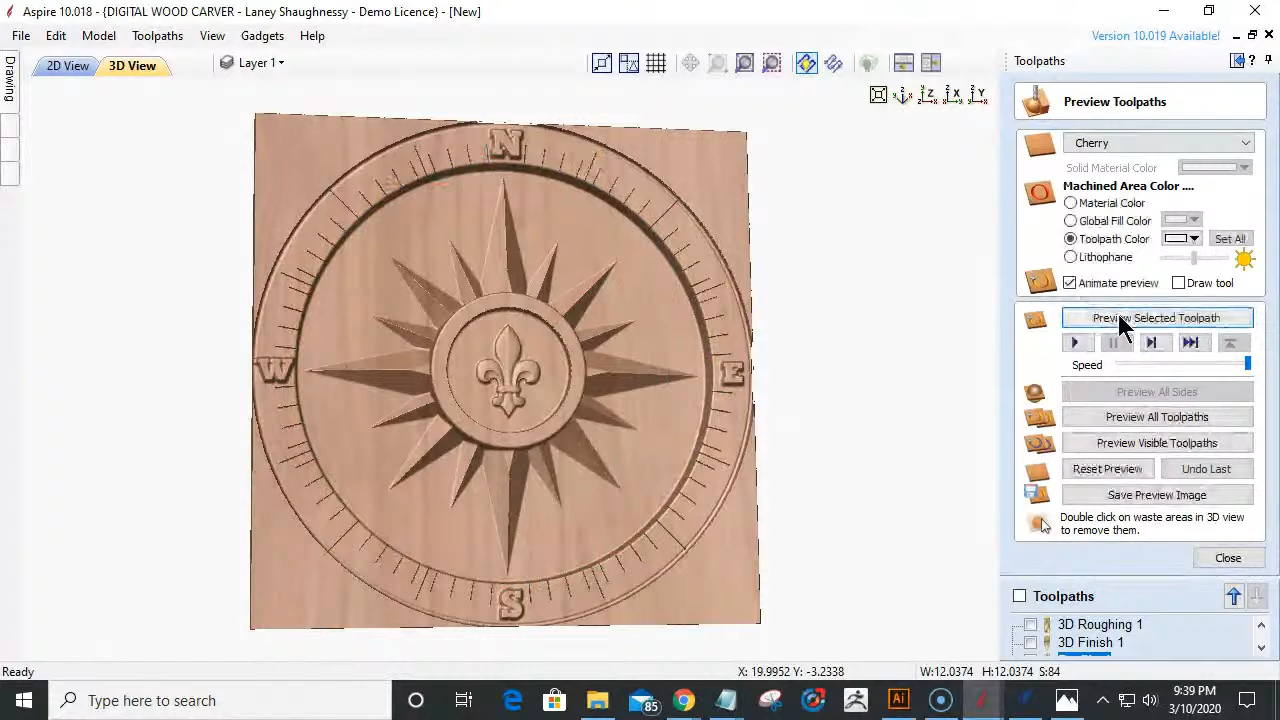 Aspire 10.018 - {DIGITAL WOOD CARVER - Laney Shaughnessy - Demo Licence} - [New]
File Edit Model Toolpaths View Gadgets Help
Version 10.019 Available!
Drawing
2D View 3D View Layer 1
Toolpaths
Preview Toolpaths
Cherry
Solid Material Color
Machined Area Color ....
Material Color
Global Fill Color
Toolpath Color Set All
Lithophane
Animate preview Draw tool
Preview Selected Toolpath
Speed
Preview All Sides
Preview All Toolpaths
Preview Visible Toolpaths
Reset Preview Undo Last
Save Preview Image
Double click on waste areas in 3D view
to remove them.
Close
Toolpaths
3D Roughing 1
3D Finish 1
Z X Y
N
W E
S
Ready X: 19.9952 Y: -3.2338 W:12.0374 H:12.0374 S:84
Type here to search
85
Ai
9:39 PM
3/10/2020